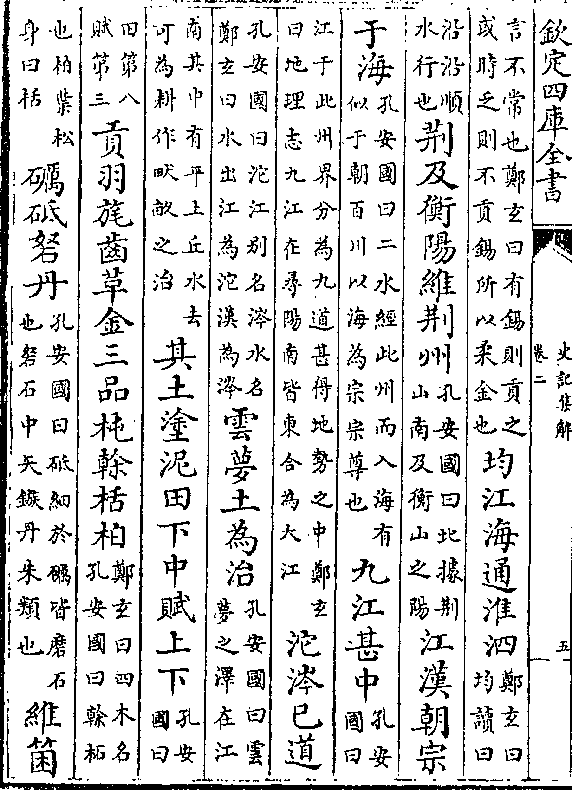 欽定四庫全書
史記集解
卷二
五
言不常也鄭玄曰有錫則貢之或時乏則不貢錫所以柔金也均江海通淮泗鄭玄曰均讀曰
沿沿順水行也荆及衡陽維荆州孔安國曰北據荆山南及衡山之陽江漢朝宗
于海孔安國曰二水經此州而入海有似于朝百川以海為宗宗尊也九江甚中孔安國曰
江于此州界分為九道甚得地勢之中鄭玄曰地理志九江在尋陽南皆東合為大江沱涔已道
孔安國曰沱江别名涔水名鄭玄曰水出江為沱漢為涔雲夢土為治孔安國曰雲夢之澤在江
南其中有平土丘水去可為耕作畎畝之治其土塗泥田下中賦上下孔安國曰
田第八賦第三貢羽旄齒草金三品杶榦栝柏鄭玄曰四木名孔安國曰榦柘
也柏葉松身曰栝礪砥砮丹孔安國曰砥細於礪皆磨石也砮石中矢鏃丹朱類也維箘